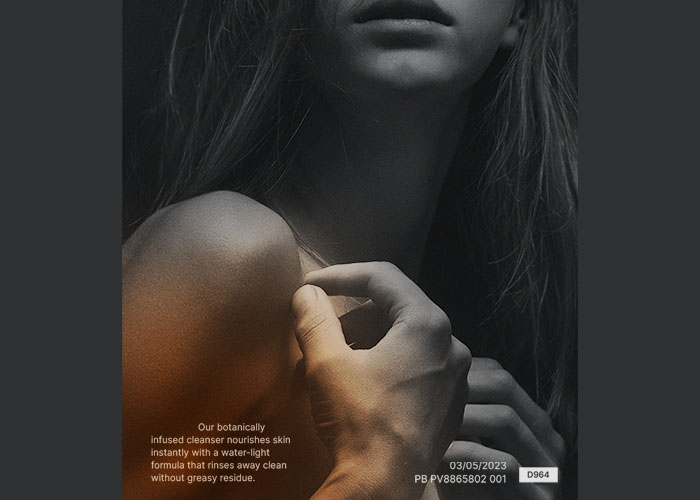 Our botanically
infused cleanser nourishes skin
instantly with a water-light
formula that rinses away clean
without greasy residue.
03/05/2023
PB PV8865802 001
D964